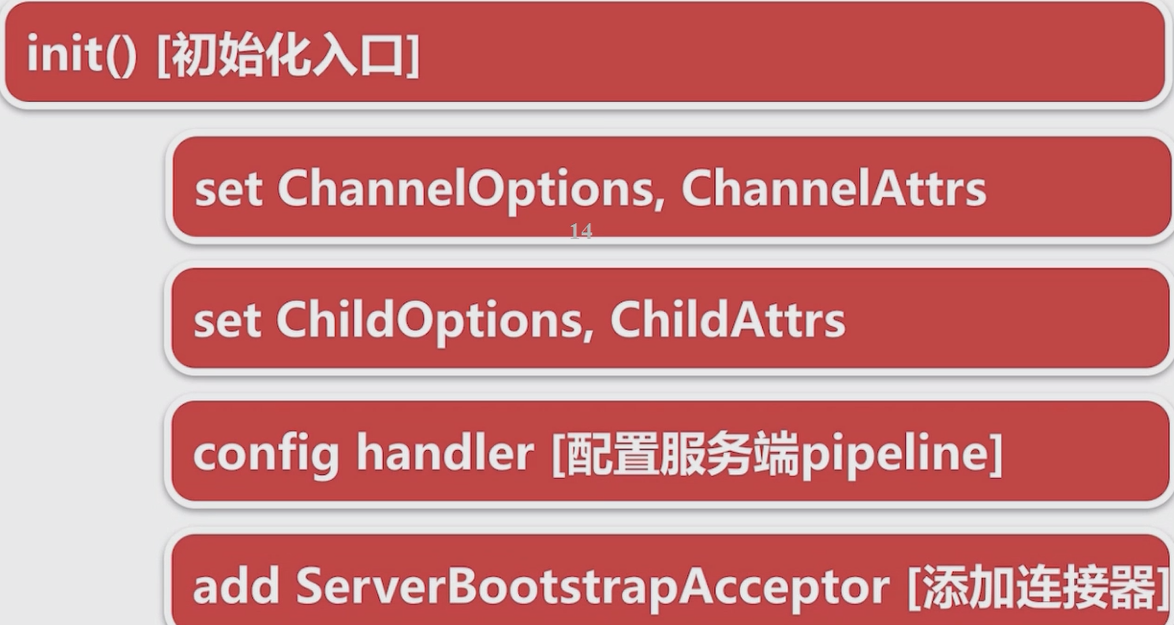 init() [初始化入口]
set ChannelOptions, ChannelAttrs
14
set ChildOptions, ChildAttrs
config handler [配置服务端pipeline]
add ServerBootstrapAcceptor [添加连接器]